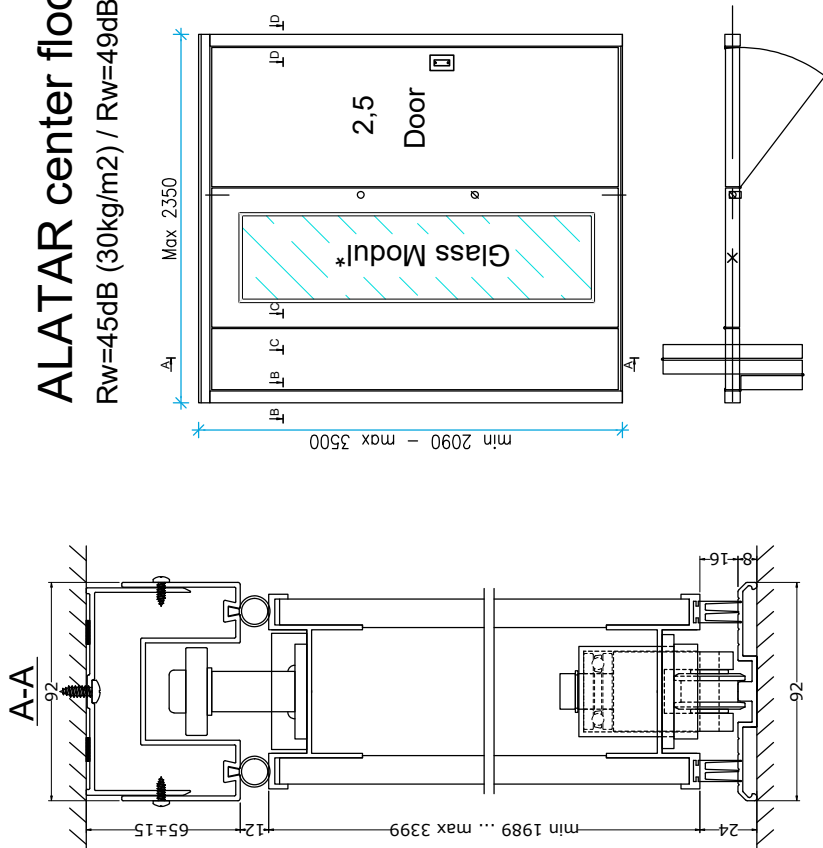 ALATAR center floo
Rw=45dB (30kg/m2) / Rw=49dB
Max 2350
D
D
2,5
Door
Glass Modul*
C
C
B
B
A
A
min 2090 – max 3500
A-A
92
65±15
12
min 1989 ... max 3399
24
16
8
92